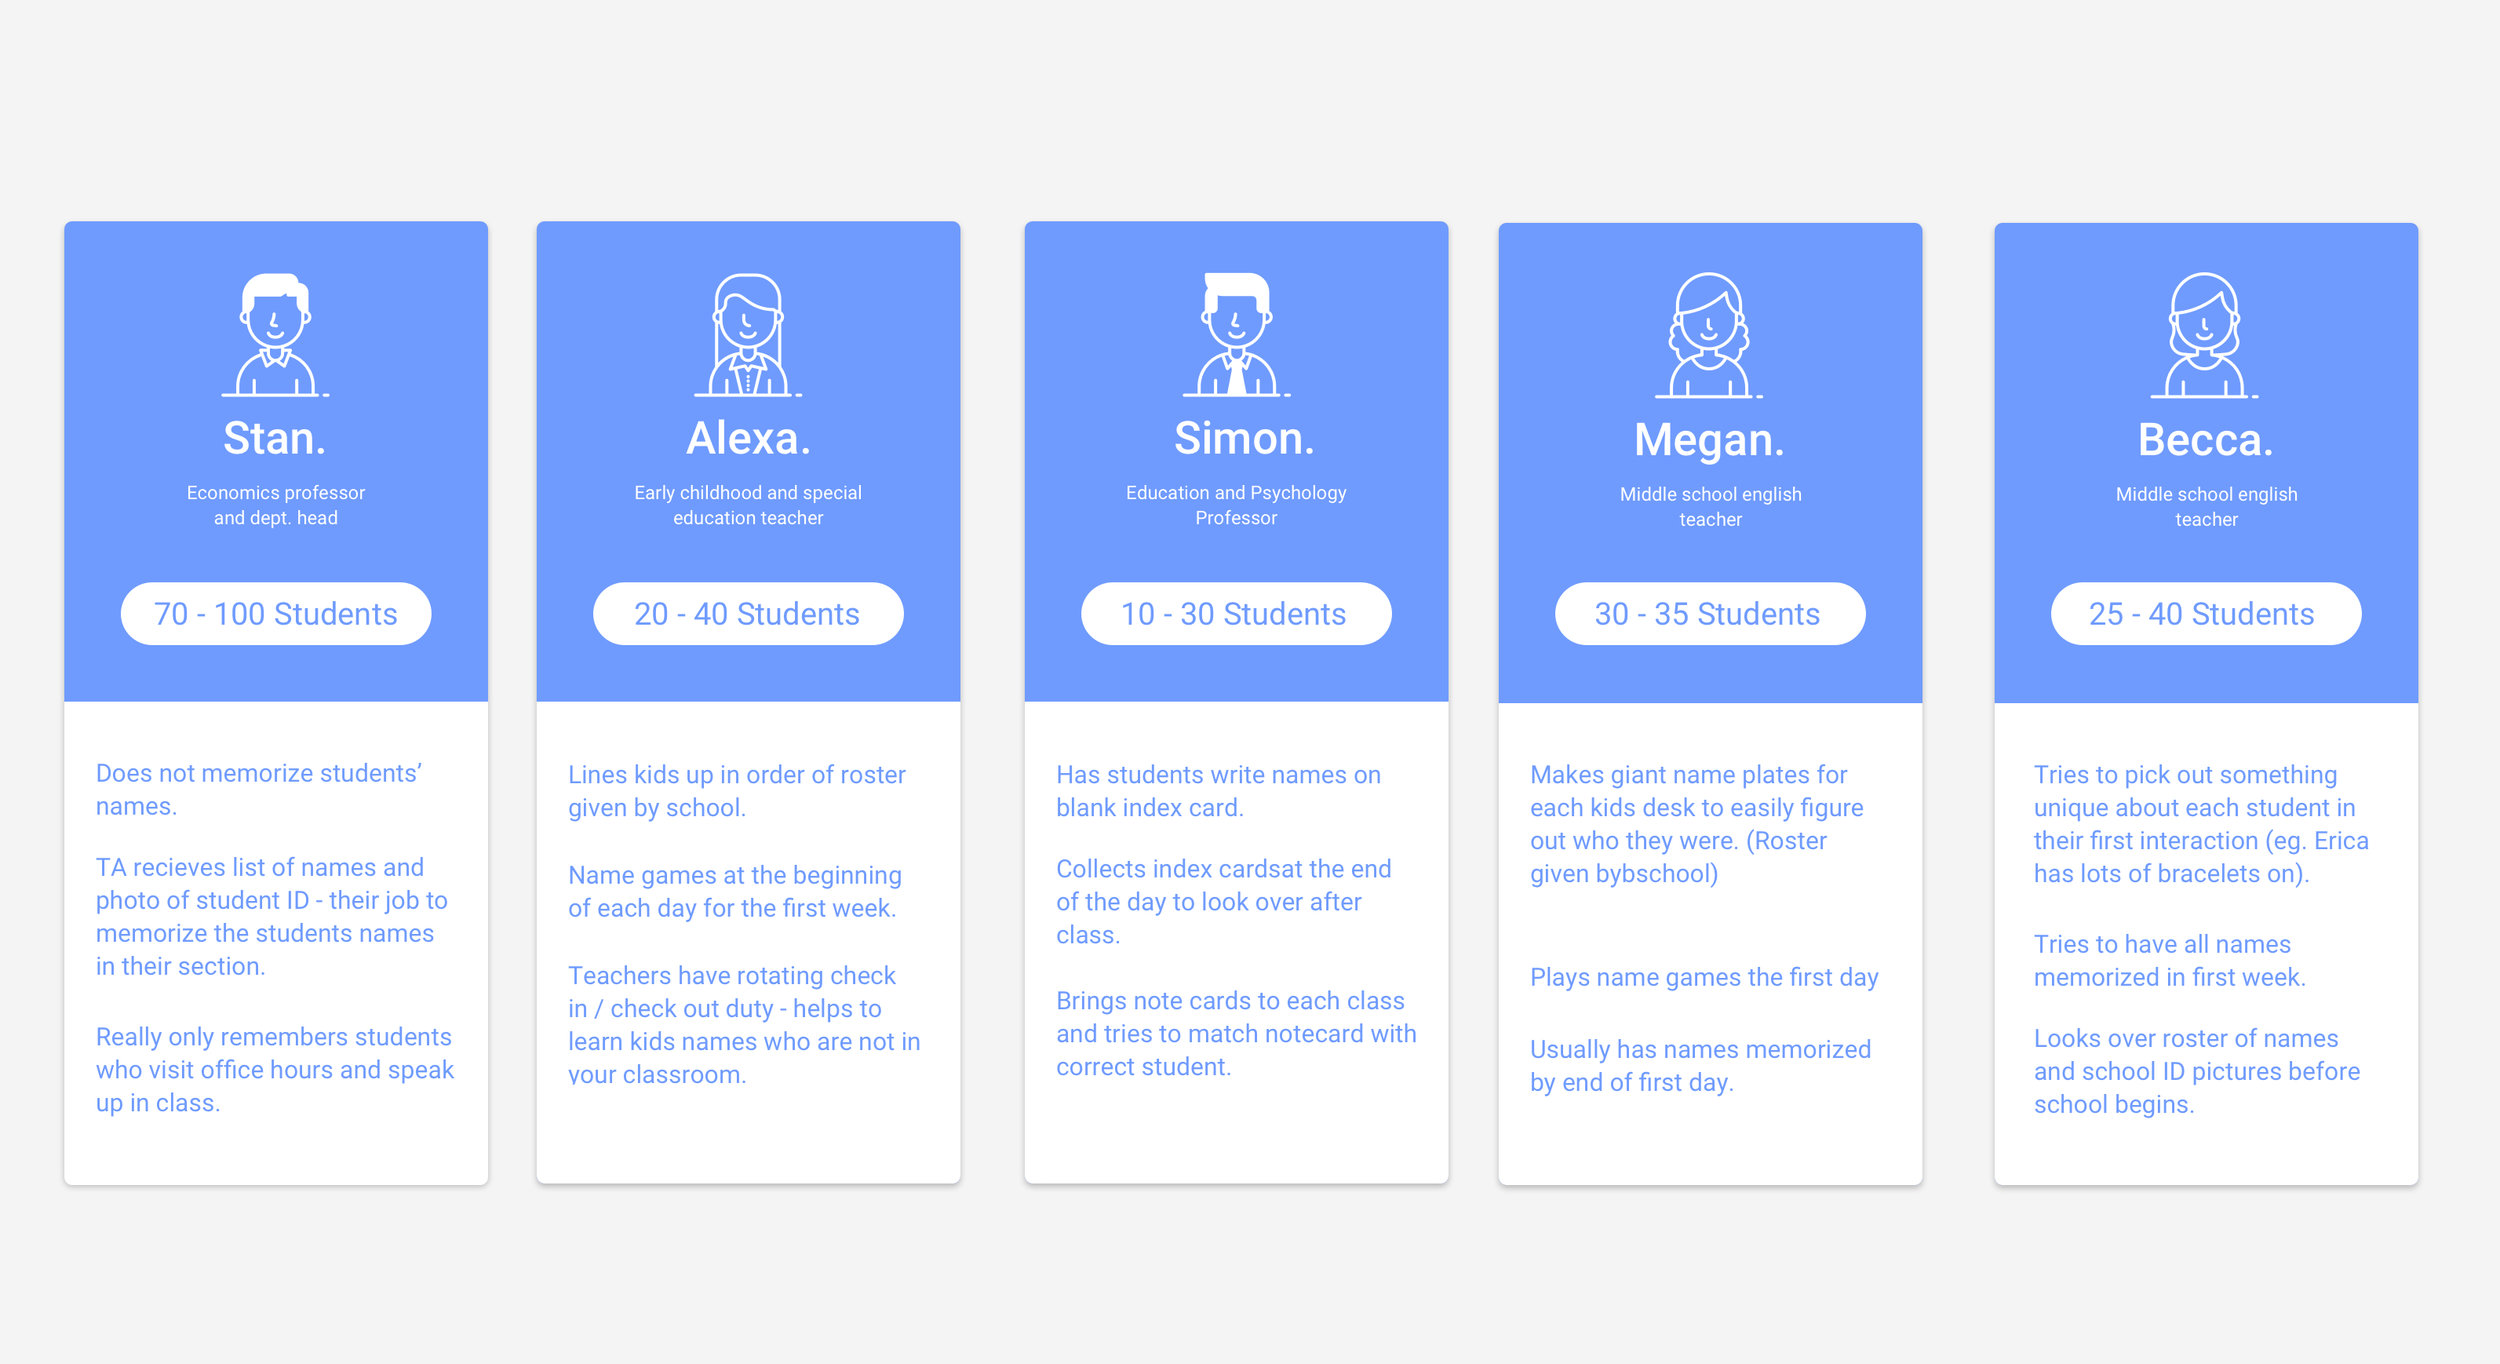 Stan.
Economics professor
and dept. head
70 - 100 Students
Does not memorize students’
names.
TA recieves list of names and
photo of student ID - their job to
memorize the students names
in their section.
Really only remembers students
who visit office hours and speak
up in class.
Alexa.
Early childhood and special
education teacher
20 - 40 Students
Lines kids up in order of roster
given by school.
Name games at the beginning
of each day for the first week.
Teachers have rotating check
in / check out duty - helps to
learn kids names who are not in
your classroom.
Simon.
Education and Psychology
Professor
10 - 30 Students
Has students write names on
blank index card.
Collects index cardsat the end
of the day to look over after
class.
Brings note cards to each class
and tries to match notecard with
correct student.
Megan.
Middle school english
teacher
30 - 35 Students
Makes giant name plates for
each kids desk to easily figure
out who they were. (Roster
given bybschool)
Plays name games the first day
Usually has names memorized
by end of first day.
Becca.
Middle school english
teacher
25 - 40 Students
Tries to pick out something
unique about each student in
their first interaction (eg. Erica
has lots of bracelets on).
Tries to have all names
memorized in first week.
Looks over roster of names
and school ID pictures before
school begins.